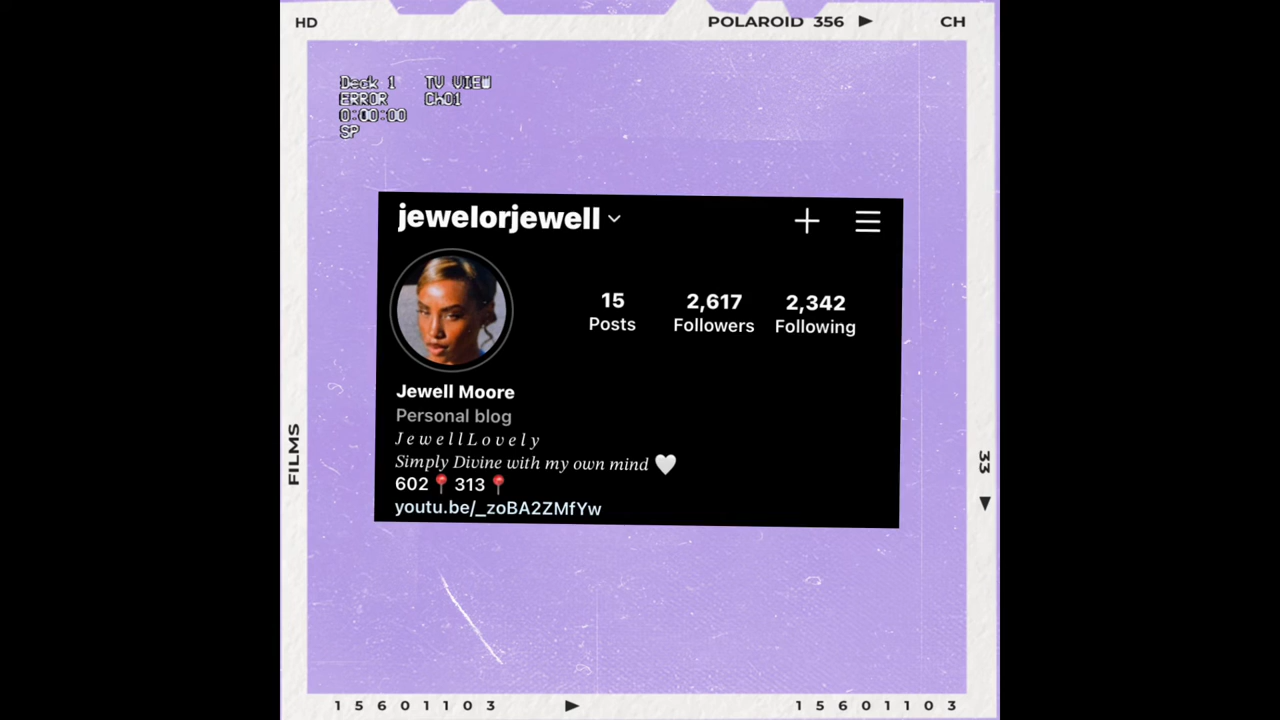 HD POLAROID 356 CH
Deck 1 TV VIEW
ERROR Ch01
0:00:00
SP
jewelorjewell
15 2,617 2,342
Posts Followers Following
Jewell Moore
Personal blog
J e w e l l L o v e l y
Simply Divine with my own mind 🤍
602📍313📍
youtu.be/_zoBA2ZMfYw
FILMS
33
1 5 6 0 1 1 0 3 1 5 6 0 1 1 0 3